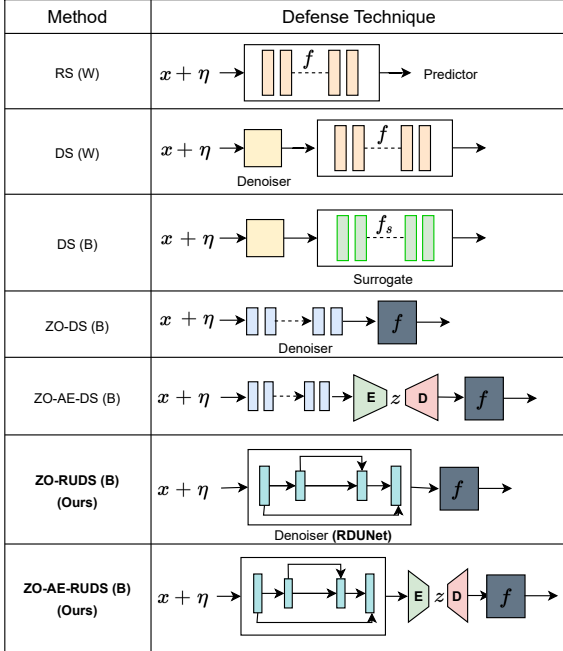 Method Defense Technique
RS (W) x + η f Predictor
DS (W) x + η f
Denoiser
DS (B) x + η f_s
Surrogate
ZO-DS (B) x + η f
Denoiser
ZO-AE-DS (B) x + η E z D f
ZO-RUDS (B)
(Ours)
x + η f
Denoiser (RDUNet)
ZO-AE-RUDS (B)
(Ours)
x + η E z D f